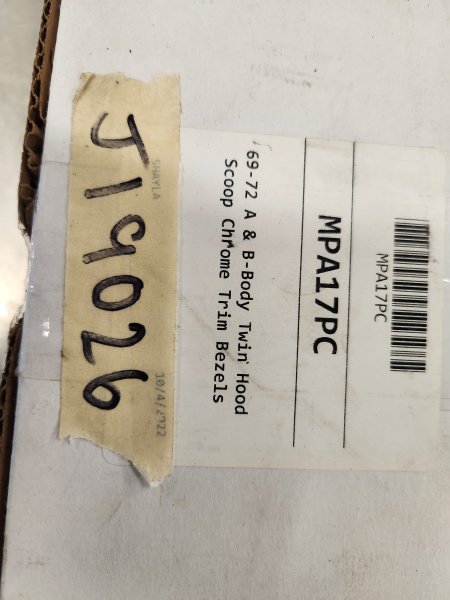 MPA17PC
MPA17PC
'69-72 A & B-Body Twin Hood
Scoop Chrome Trim Bezels
SHAYLA
10/4/2022
J19026